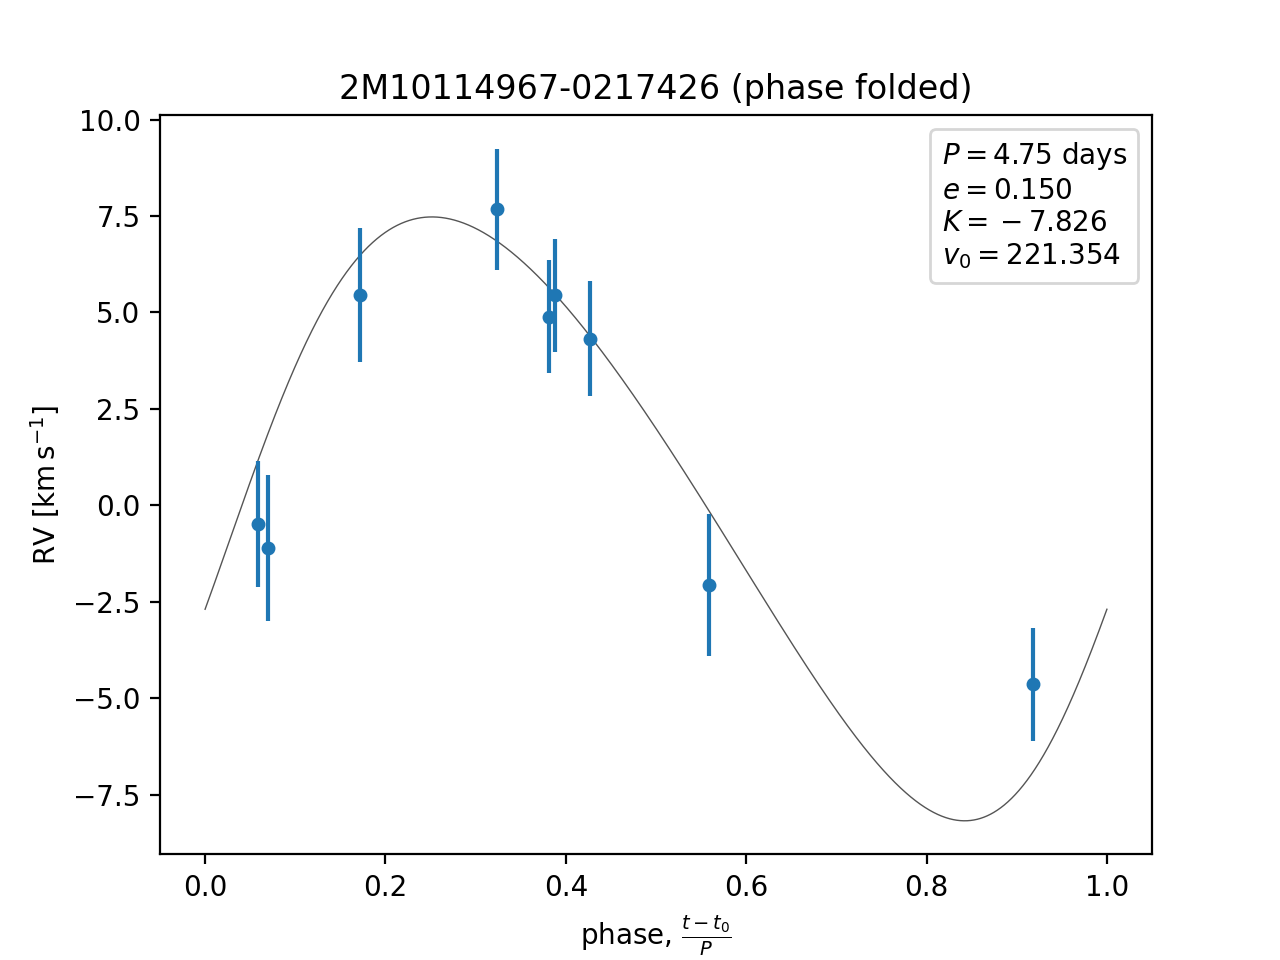 2M10114967-0217426 (phase folded)
10.0
7.5
5.0
2.5
0.0
−2.5
−5.0
−7.5
RV [km s⁻¹]
P = 4.75 days
e = 0.150
K = −7.826
v₀ = 221.354
0.0 0.2 0.4 0.6 0.8 1.0
phase, (t − t₀)/P